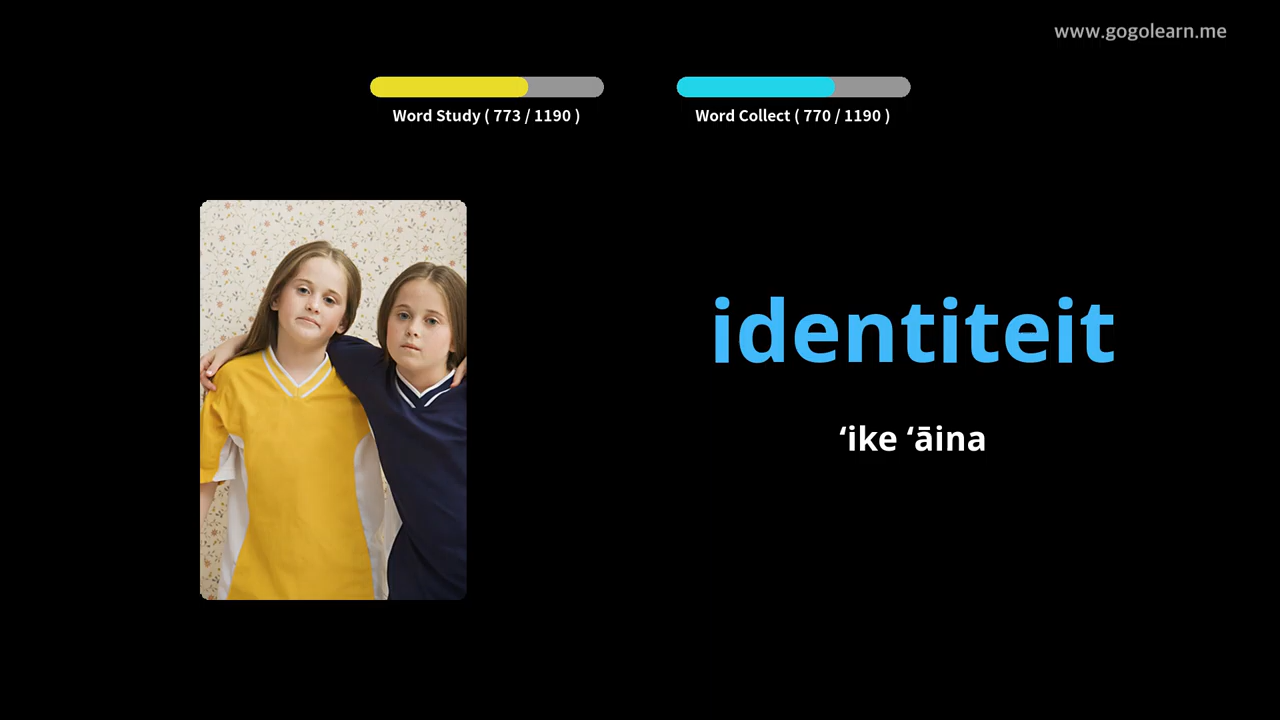 www.gogolearn.me
Word Study ( 773 / 1190 )
Word Collect ( 770 / 1190 )
identiteit
ʻike ʻāina